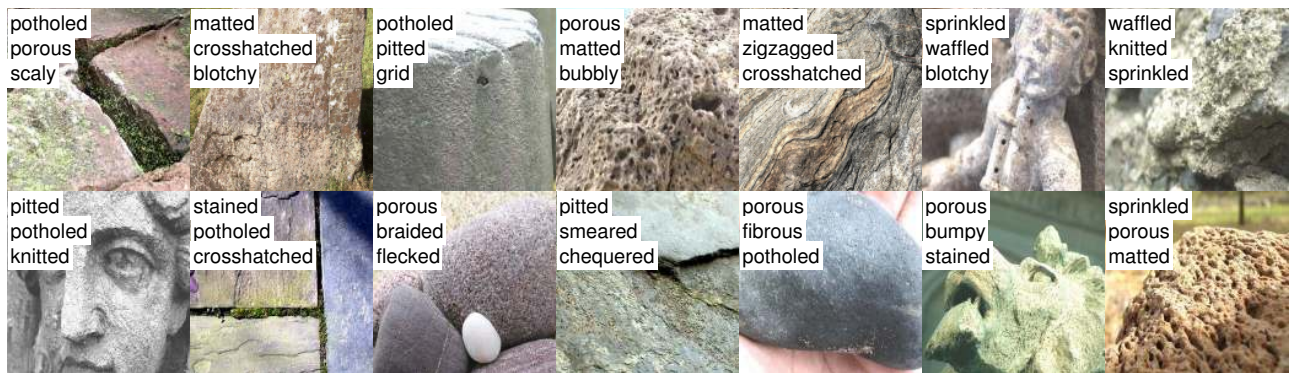 potholed
porous
scaly
matted
crosshatched
blotchy
potholed
pitted
grid
porous
matted
bubbly
matted
zigzagged
crosshatched
sprinkled
waffled
blotchy
waffled
knitted
sprinkled
pitted
potholed
knitted
stained
potholed
crosshatched
porous
braided
flecked
pitted
smeared
chequered
porous
fibrous
potholed
porous
bumpy
stained
sprinkled
porous
matted